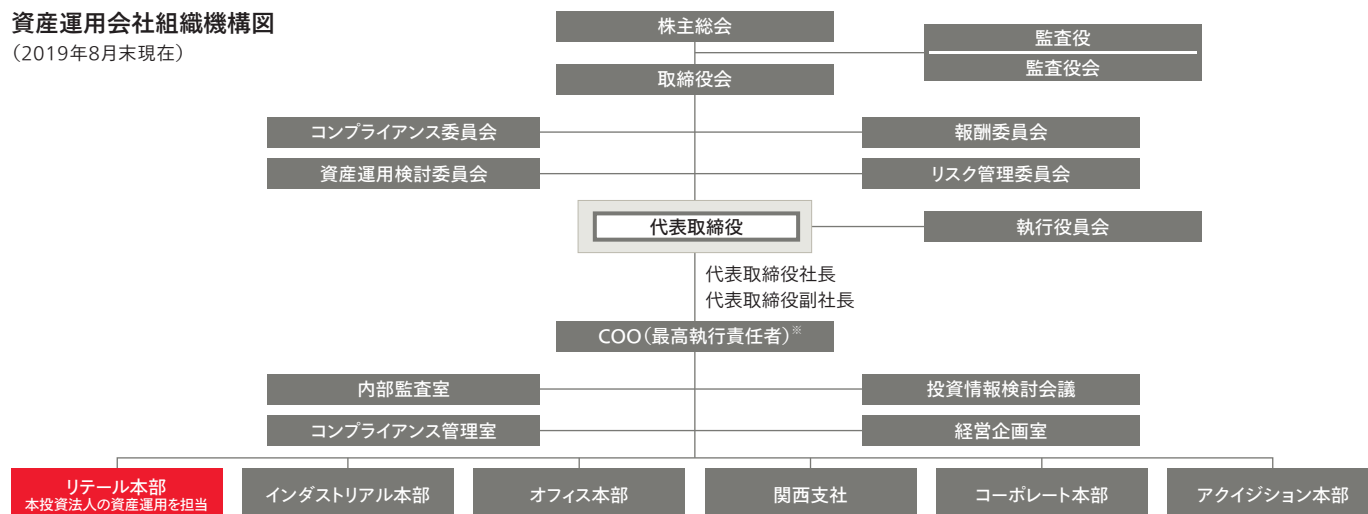 資産運用会社組織機構図
（2019年8月末現在）
株主総会
監査役
監査役会
取締役会
コンプライアンス委員会
報酬委員会
資産運用検討委員会
リスク管理委員会
代表取締役
執行役員会
代表取締役社長
代表取締役副社長
COO（最高執行責任者）※
内部監査室
投資情報検討会議
コンプライアンス管理室
経営企画室
リテール本部
本投資法人の資産運用を担当
インダストリアル本部
オフィス本部
関西支社
コーポレート本部
アクイジション本部